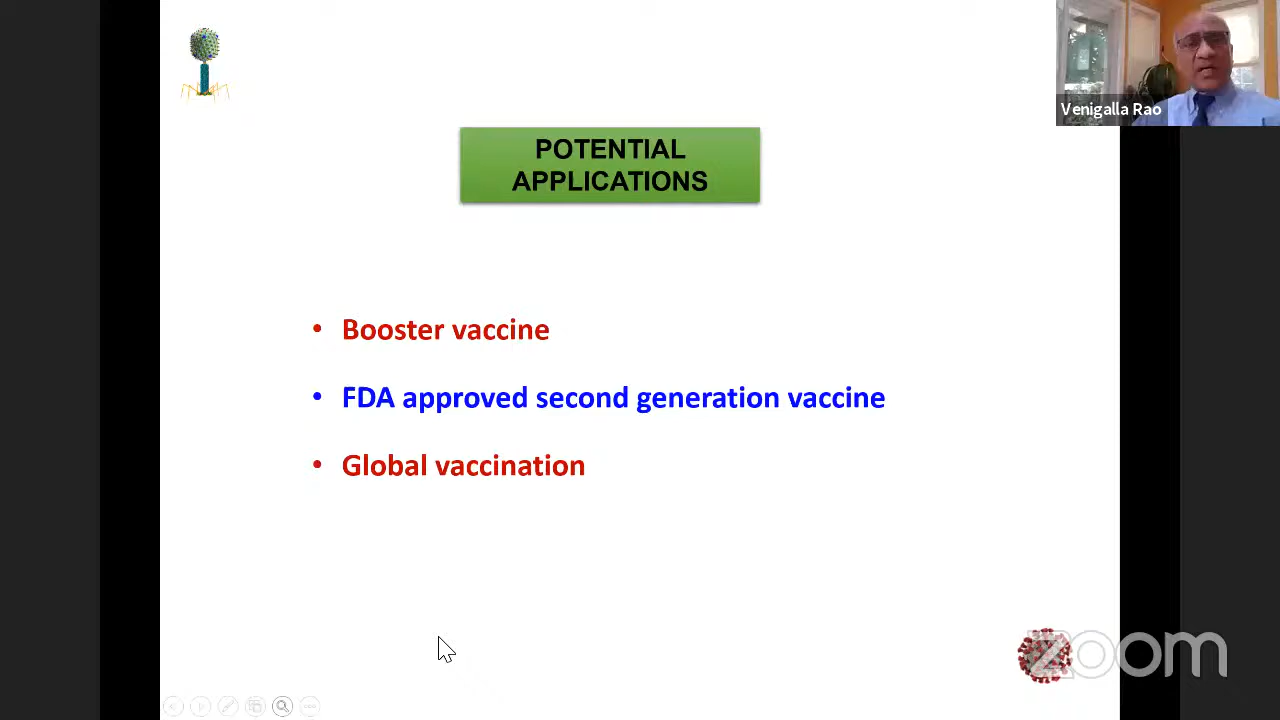 Venigalla Rao
POTENTIAL
APPLICATIONS
• Booster vaccine
• FDA approved second generation vaccine
• Global vaccination
zoom